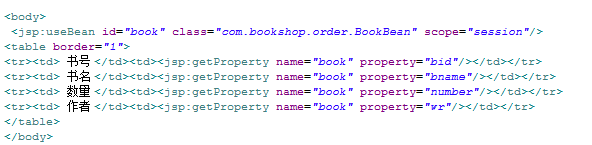 <body>
<jsp:useBean id="book" class="com.bookshop.order.BookBean" scope="session"/>
<table border="1">
<tr><td> 书号 </td><td><jsp:getProperty name="book" property="bid"/></td></tr>
<tr><td> 书名 </td><td><jsp:getProperty name="book" property="bname"/></td></tr>
<tr><td> 数量 </td><td><jsp:getProperty name="book" property="number"/></td></tr>
<tr><td> 作者 </td><td><jsp:getProperty name="book" property="wr"/></td></tr>
</table>
</body>